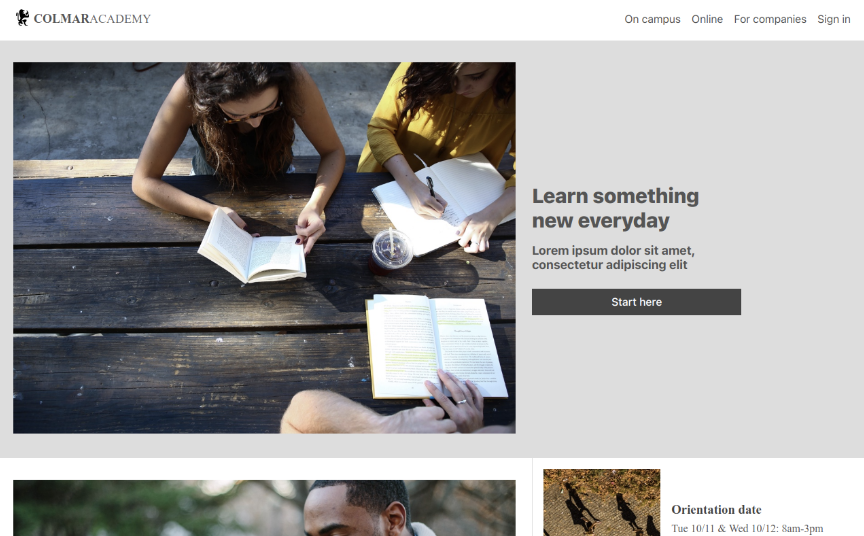 COLMARACADEMY
On campus Online For companies Sign in
Learn something
new everyday
Lorem ipsum dolor sit amet,
consectetur adipiscing elit
Start here
Orientation date
Tue 10/11 & Wed 10/12: 8am-3pm